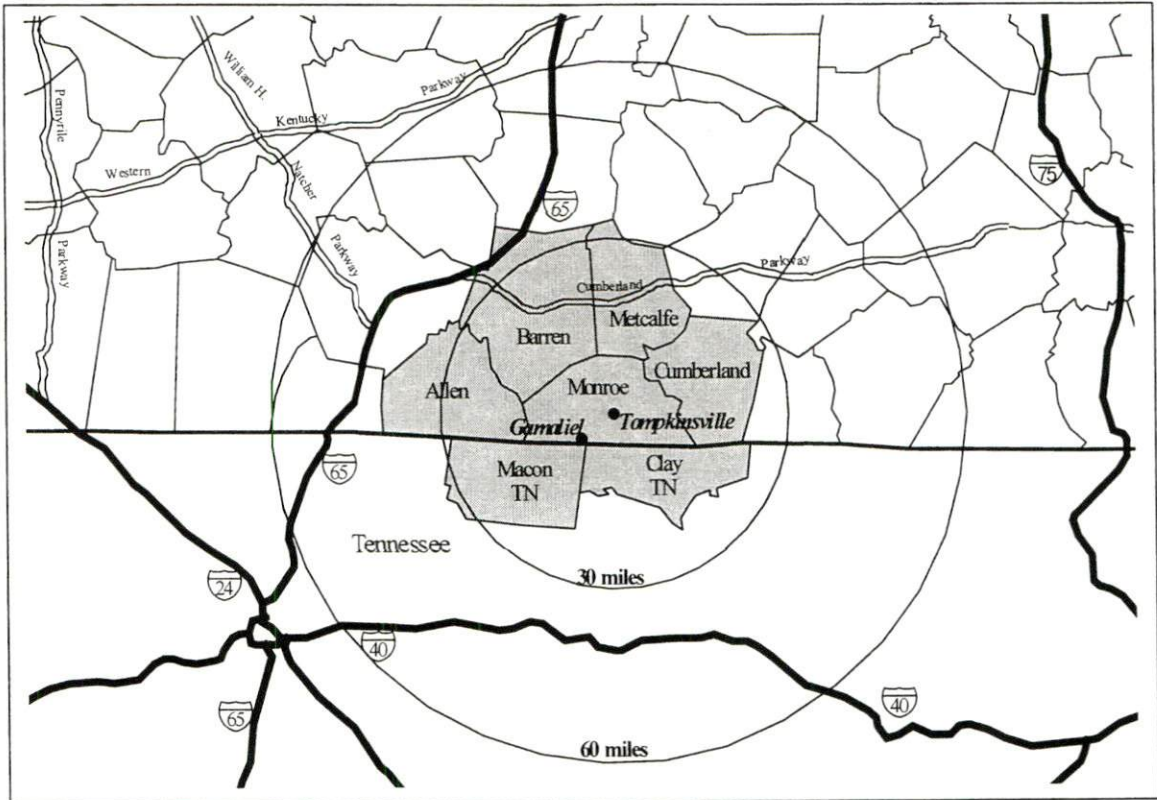 William H.
Parkway
Pennyrile
Kentucky
Western
Natcher
75
65
Parkway
Parkway
Parkway
Cumberland
Metcalfe
Barren
Cumberland
Allen
Monroe
Gamaliel
Tompkinsville
65
Macon
TN
Clay
TN
Tennessee
30 miles
24
40
40
65
60 miles